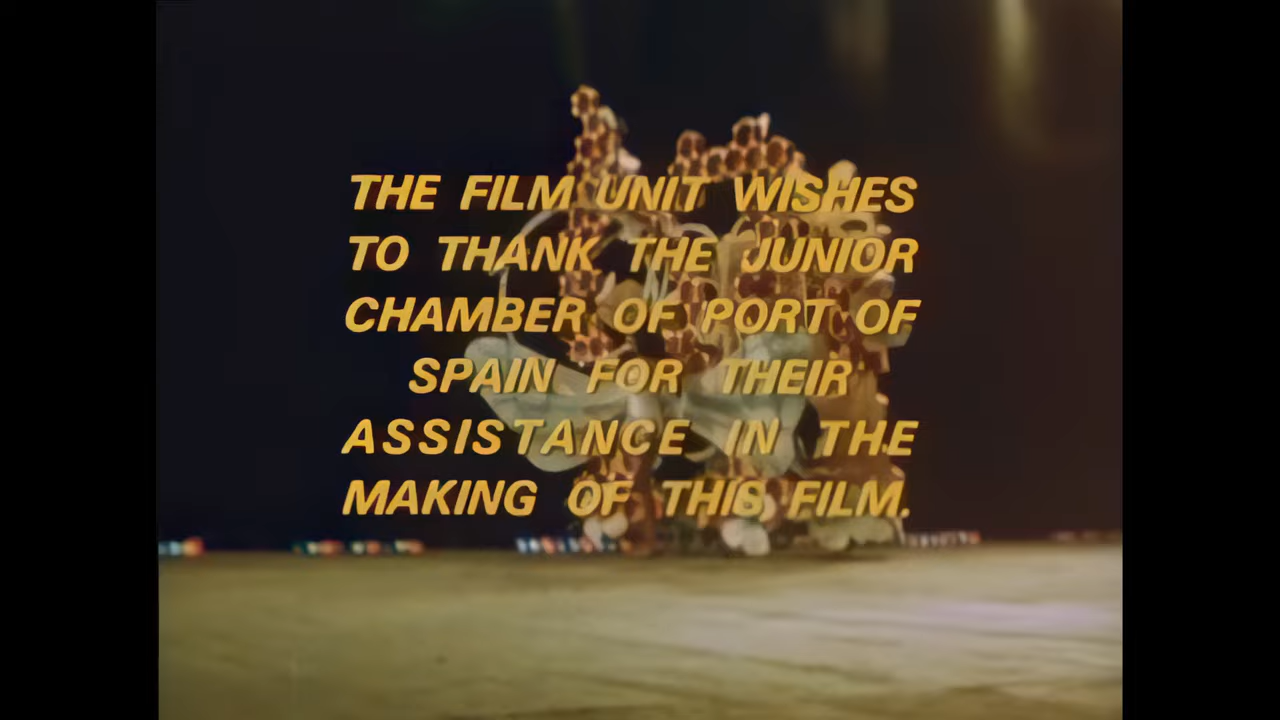 THE FILM UNIT WISHES
TO THANK THE JUNIOR
CHAMBER OF PORT OF
SPAIN FOR THEIR
ASSISTANCE IN THE
MAKING OF THIS FILM.